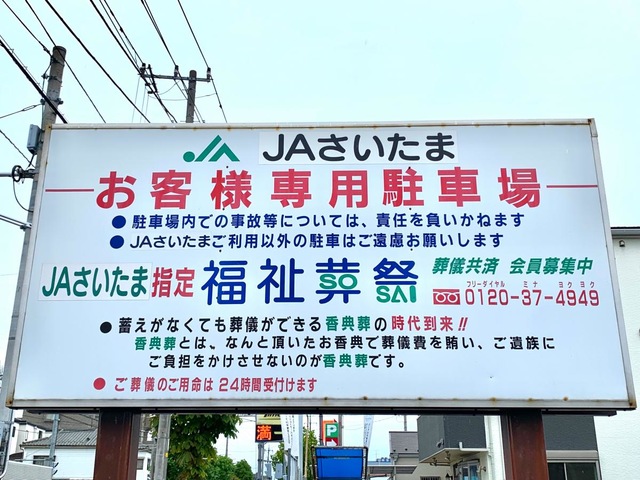 JAさいたま
お客様専用駐車場
●駐車場内での事故等については、責任を負いかねます
●JAさいたまご利用以外の駐車はご遠慮お願いします
JAさいたま指定 福祉葬祭 SO SAI
葬儀共済 会員募集中
フリーダイヤル ミナ ヨクヨク
0120-37-4949
●蓄えがなくても葬儀ができる香典葬の時代到来!!
香典葬とは、なんと頂いたお香典で葬儀費を賄い、ご遺族に
ご負担をかけさせないのが香典葬です。
●ご葬儀のご用命は24時間受付けます
満
P